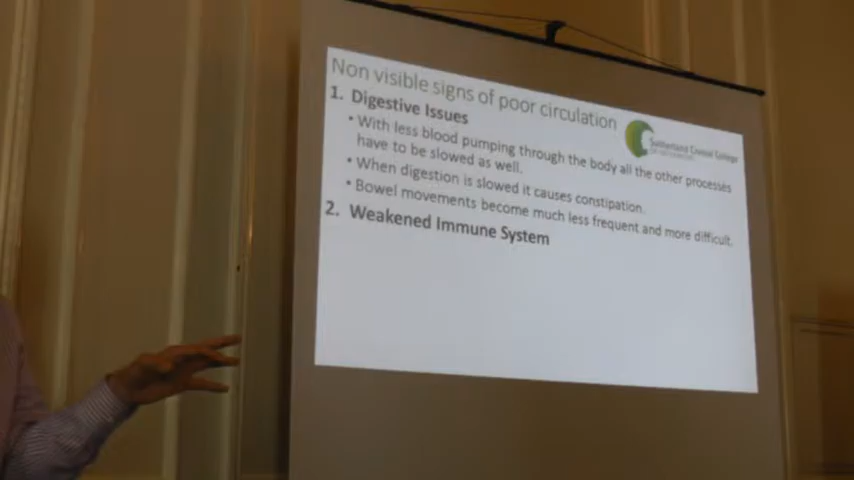 Non visible signs of poor circulation
1. Digestive Issues
• With less blood pumping through the body all the other processes
have to be slowed as well.
• When digestion is slowed it causes constipation.
• Bowel movements become much less frequent and more difficult.
2. Weakened Immune System
College